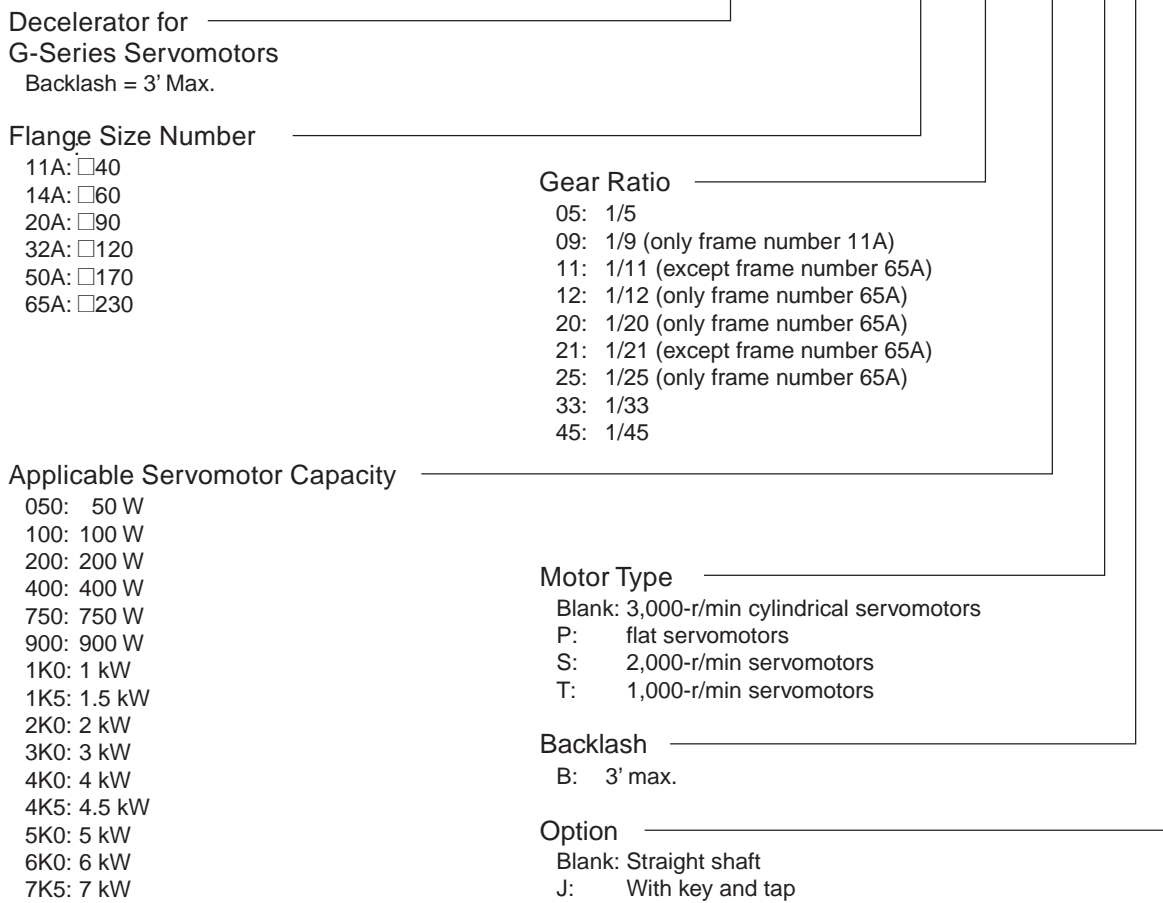 Decelerator for
G-Series Servomotors
Backlash = 3’ Max.
Flange Size Number
11A: □40
14A: □60
20A: □90
32A: □120
50A: □170
65A: □230
Gear Ratio
05: 1/5
09: 1/9 (only frame number 11A)
11: 1/11 (except frame number 65A)
12: 1/12 (only frame number 65A)
20: 1/20 (only frame number 65A)
21: 1/21 (except frame number 65A)
25: 1/25 (only frame number 65A)
33: 1/33
45: 1/45
Applicable Servomotor Capacity
050: 50 W
100: 100 W
200: 200 W
400: 400 W
750: 750 W
900: 900 W
1K0: 1 kW
1K5: 1.5 kW
2K0: 2 kW
3K0: 3 kW
4K0: 4 kW
4K5: 4.5 kW
5K0: 5 kW
6K0: 6 kW
7K5: 7 kW
Motor Type
Blank: 3,000-r/min cylindrical servomotors
P: flat servomotors
S: 2,000-r/min servomotors
T: 1,000-r/min servomotors
Backlash
B: 3’ max.
Option
Blank: Straight shaft
J: With key and tap